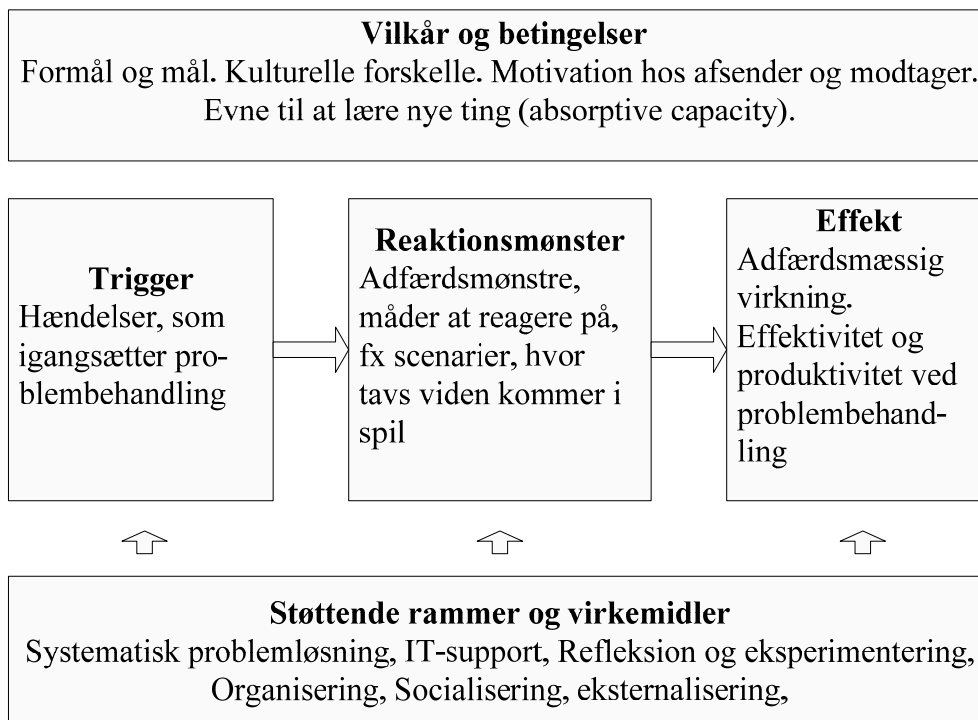 Vilkår og betingelser
Formål og mål. Kulturelle forskelle. Motivation hos afsender og modtager.
Evne til at lære nye ting (absorptive capacity).
Trigger
Hændelser, som
igangsætter pro-
blembehandling
Reaktionsmønster
Adfærdsmønstre,
måder at reagere på,
fx scenarier, hvor
tavs viden kommer i
spil
Effekt
Adfærdsmæssig
virkning.
Effektivitet og
produktivitet ved
problembehand-
ling
Støttende rammer og virkemidler
Systematisk problemløsning, IT-support, Refleksion og eksperimentering,
Organisering, Socialisering, eksternalisering,